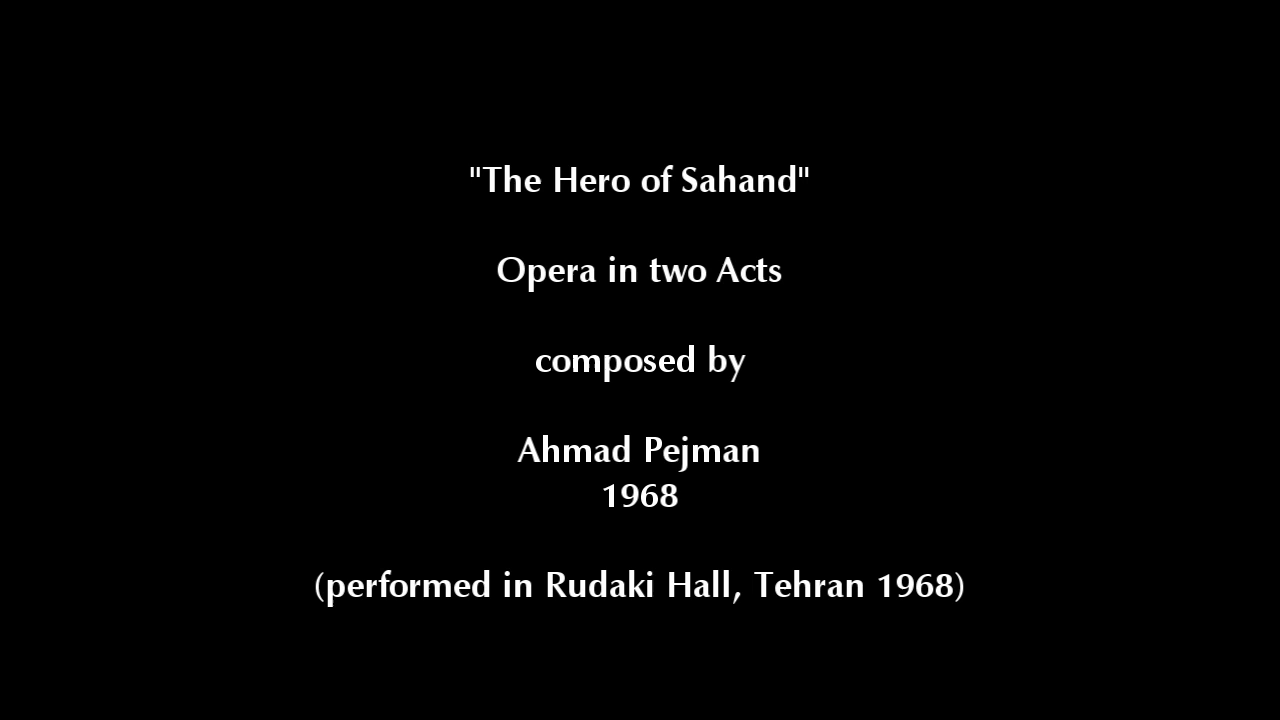 "The Hero of Sahand"
Opera in two Acts
composed by
Ahmad Pejman
1968
(performed in Rudaki Hall, Tehran 1968)